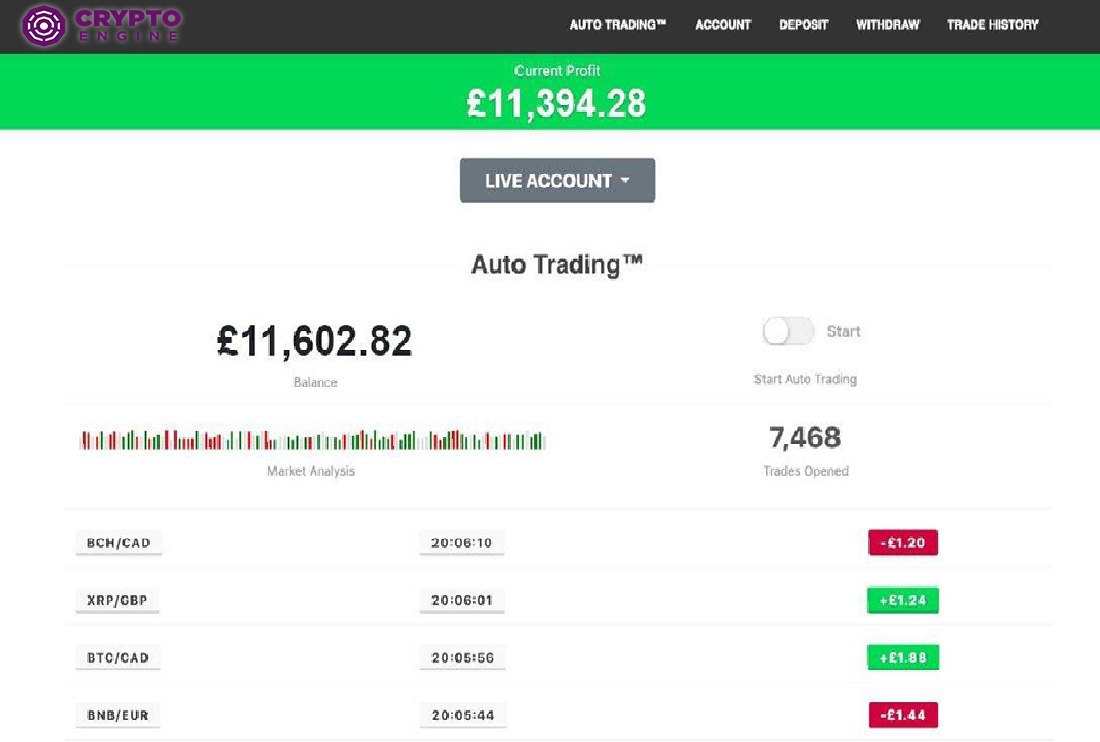 CRYPTO
ENGINE
AUTO TRADING™ ACCOUNT DEPOSIT WITHDRAW TRADE HISTORY
Current Profit
£11,394.28
LIVE ACCOUNT
Auto Trading™
£11,602.82
Balance
Start
Start Auto Trading
Market Analysis
7,468
Trades Opened
BCH/CAD 20:06:10 -£1.20
XRP/GBP 20:06:01 +£1.24
BTC/CAD 20:05:56 +£1.88
BNB/EUR 20:05:44 -£1.44